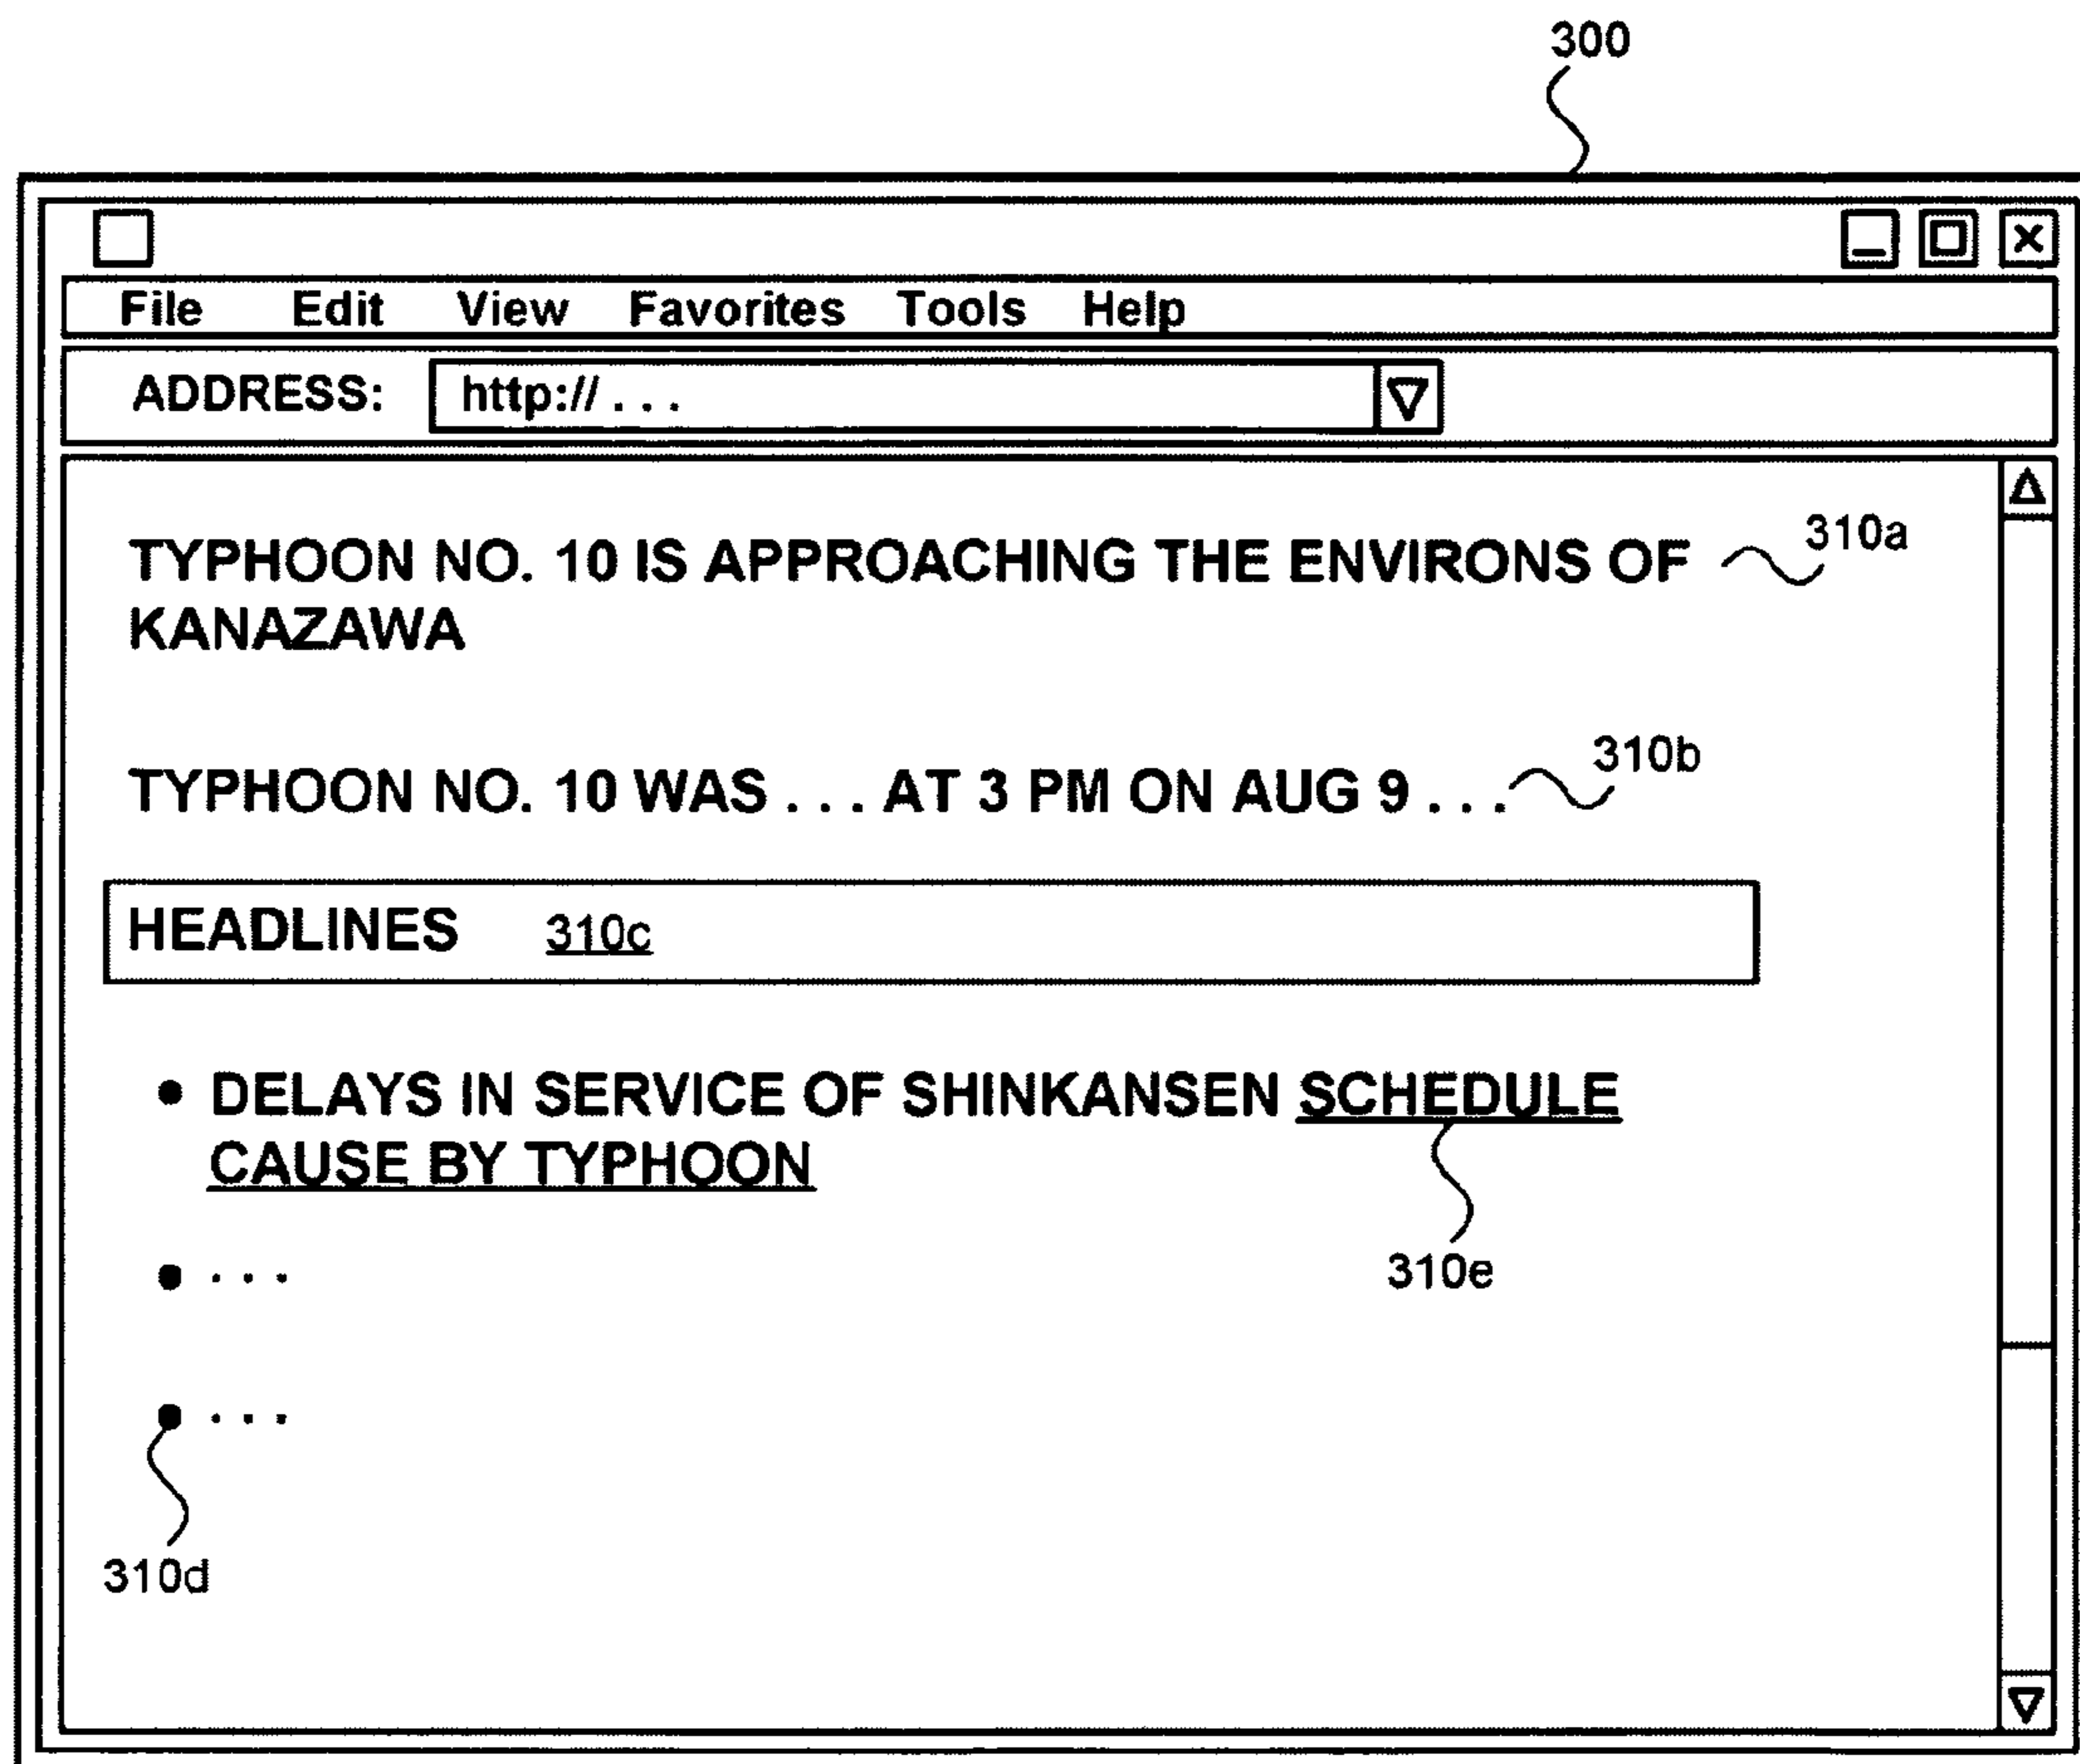 300
File Edit View Favorites Tools Help
ADDRESS: http:// . . .
TYPHOON NO. 10 IS APPROACHING THE ENVIRONS OF 310a
KANAZAWA
TYPHOON NO. 10 WAS . . . AT 3 PM ON AUG 9 . . . 310b
HEADLINES 310c
• DELAYS IN SERVICE OF SHINKANSEN SCHEDULE
CAUSE BY TYPHOON
310e
• . . .
• . . .
310d